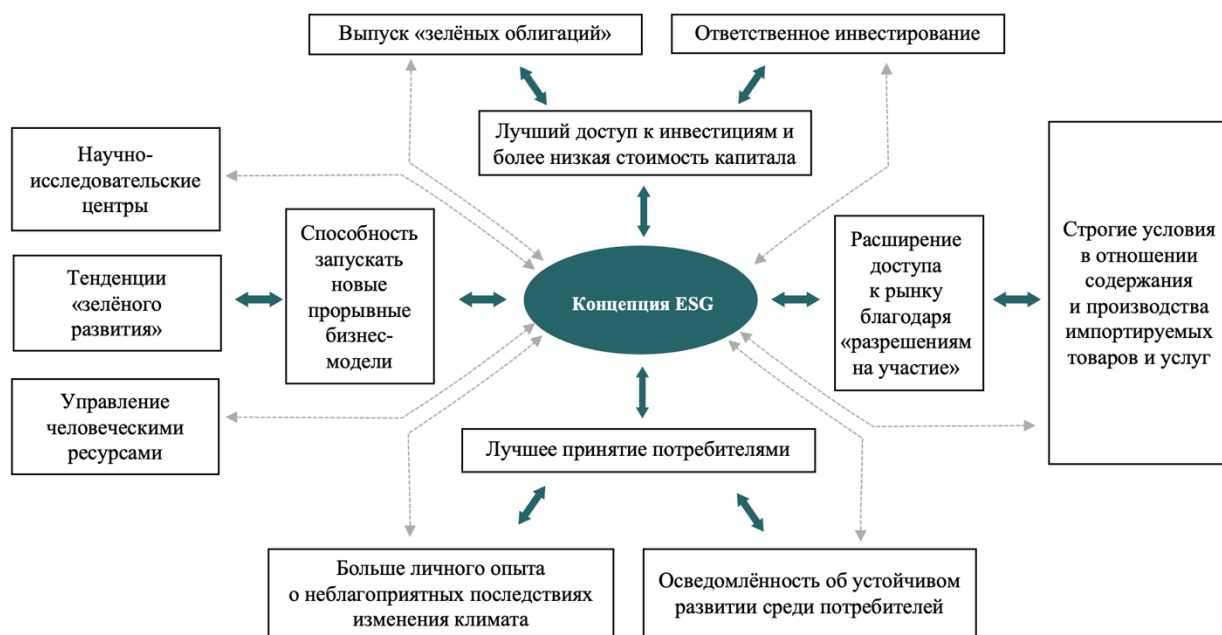 Выпуск «зелёных облигаций»
Ответственное инвестирование
Лучший доступ к инвестициям и
более низкая стоимость капитала
Научно-
исследовательские
центры
Тенденции
«зелёного
развития»
Управление
человеческими
ресурсами
Способность
запускать
новые
прорывные
бизнес-
модели
Концепция ESG
Расширение
доступа
к рынку
благодаря
«разрешениям
на участие»
Строгие условия
в отношении
содержания
и производства
импортируемых
товаров и услуг
Лучшее принятие потребителями
Больше личного опыта
о неблагоприятных последствиях
изменения климата
Осведомлённость об устойчивом
развитии среди потребителей